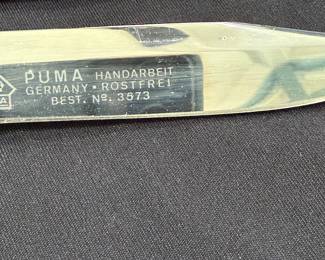 PUMA HANDARBEIT
GERMANY • ROSTFREI
BEST. Nº. 3573